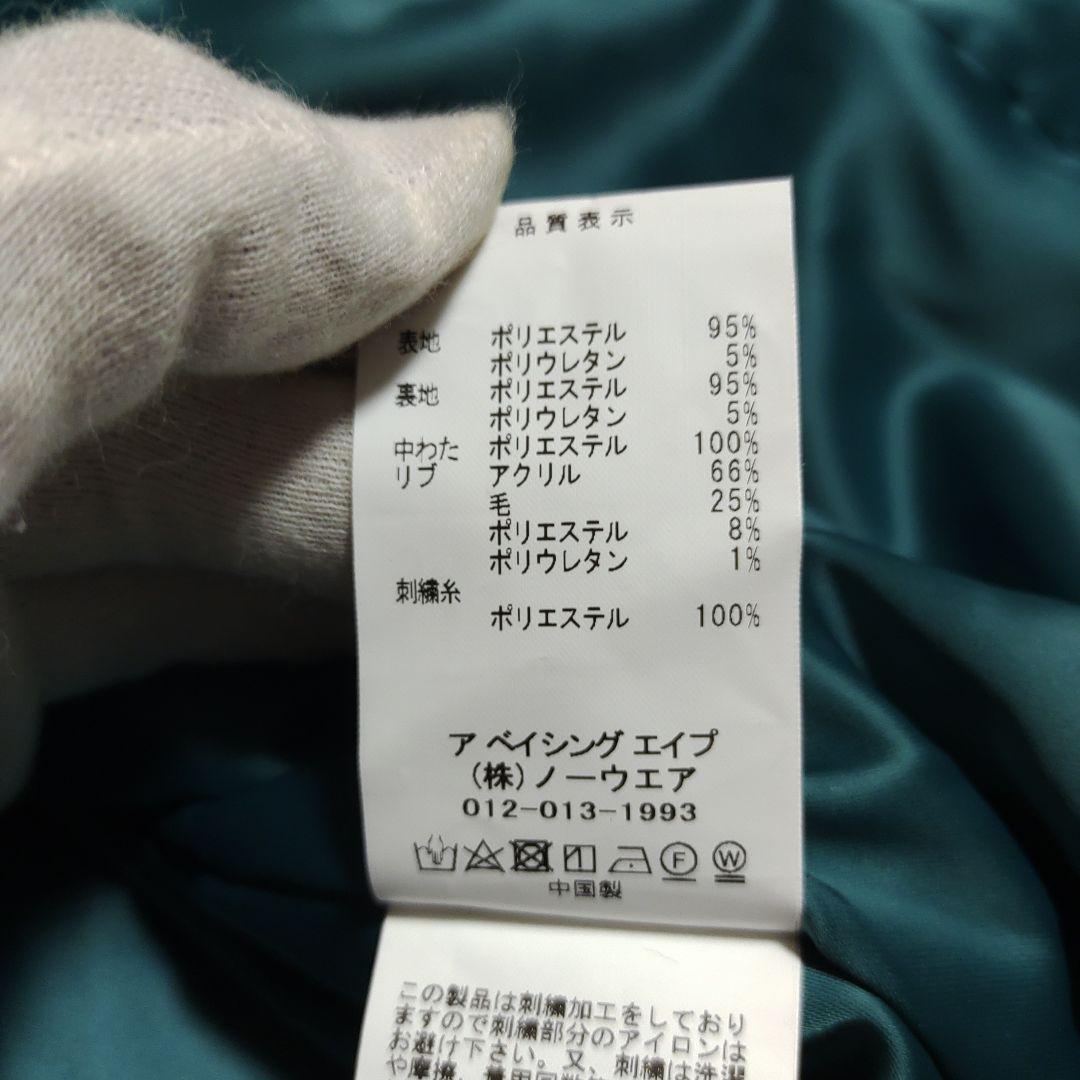 品質表示
表地 ポリエステル 95%
ポリウレタン 5%
裏地 ポリエステル 95%
ポリウレタン 5%
中わた ポリエステル 100%
リブ アクリル 66%
毛 25%
ポリエステル 8%
ポリウレタン 1%
刺繍糸
ポリエステル 100%
ア ベイシング エイプ
(株)ノーウエア
012-013-1993
F W
中国製
この製品は刺繍加工をしており
ますので刺繍部分のアイロンは
お避け下さい。又、刺繍は洗濯
や摩擦、着用回数